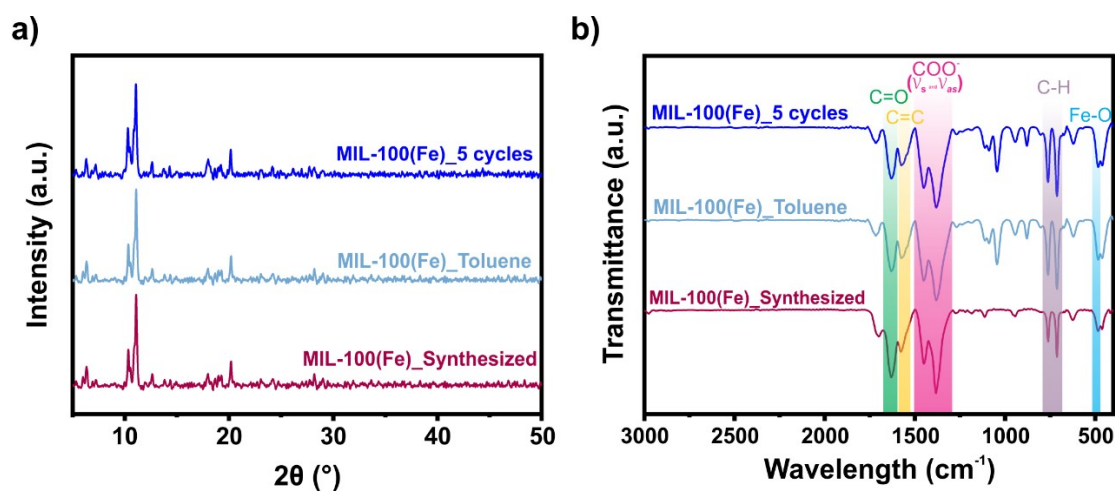 a)
Intensity (a.u.)
MIL-100(Fe)_5 cycles
MIL-100(Fe)_Toluene
MIL-100(Fe)_Synthesized
10
20
30
40
50
2θ (°)
b)
Transmittance (a.u.)
COO⁻
(νs and νas)
C=O
C=C
C-H
Fe-O
MIL-100(Fe)_5 cycles
MIL-100(Fe)_Toluene
MIL-100(Fe)_Synthesized
3000
2500
2000
1500
1000
500
Wavelength (cm⁻¹)